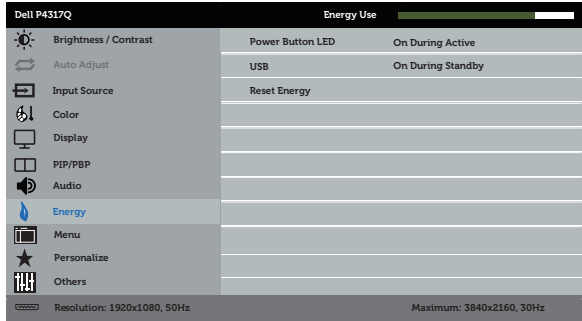 Dell P4317Q Energy Use
Brightness / Contrast Power Button LED On During Active
Auto Adjust USB On During Standby
Input Source Reset Energy
Color
Display
PIP/PBP
Audio
Energy
Menu
Personalize
Others
Resolution: 1920x1080, 50Hz Maximum: 3840x2160, 30Hz